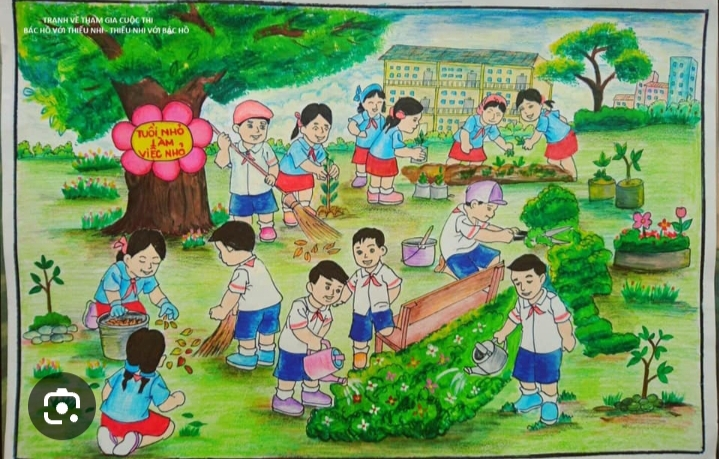 TRANH VẼ THAM GIA CUỘC THI
BÁC HỒ VỚI THIẾU NHI - THIẾU NHI VỚI BÁC HỒ
TUỔI NHỎ
LÀM
VIỆC NHỎ